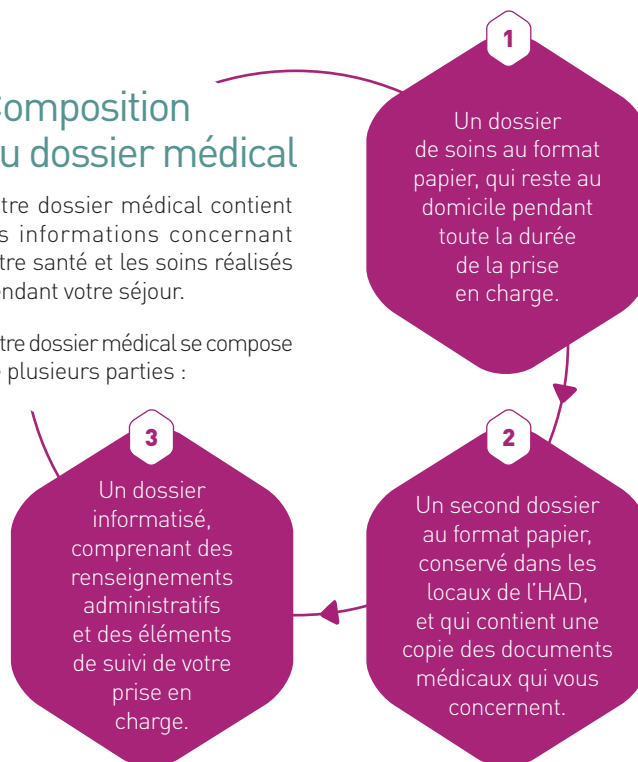 omposition
u dossier médical
tre dossier médical contient
s informations concernant
tre santé et les soins réalisés
endant votre séjour.
tre dossier médical se compose
plusieurs parties :
1
Un dossier
de soins au format
papier, qui reste au
domicile pendant
toute la durée
de la prise
en charge.
2
Un second dossier
au format papier,
conservé dans les
locaux de l’HAD,
et qui contient une
copie des documents
médicaux qui vous
concernent.
3
Un dossier
informatisé,
comprenant des
renseignements
administratifs
et des éléments
de suivi de votre
prise en
charge.